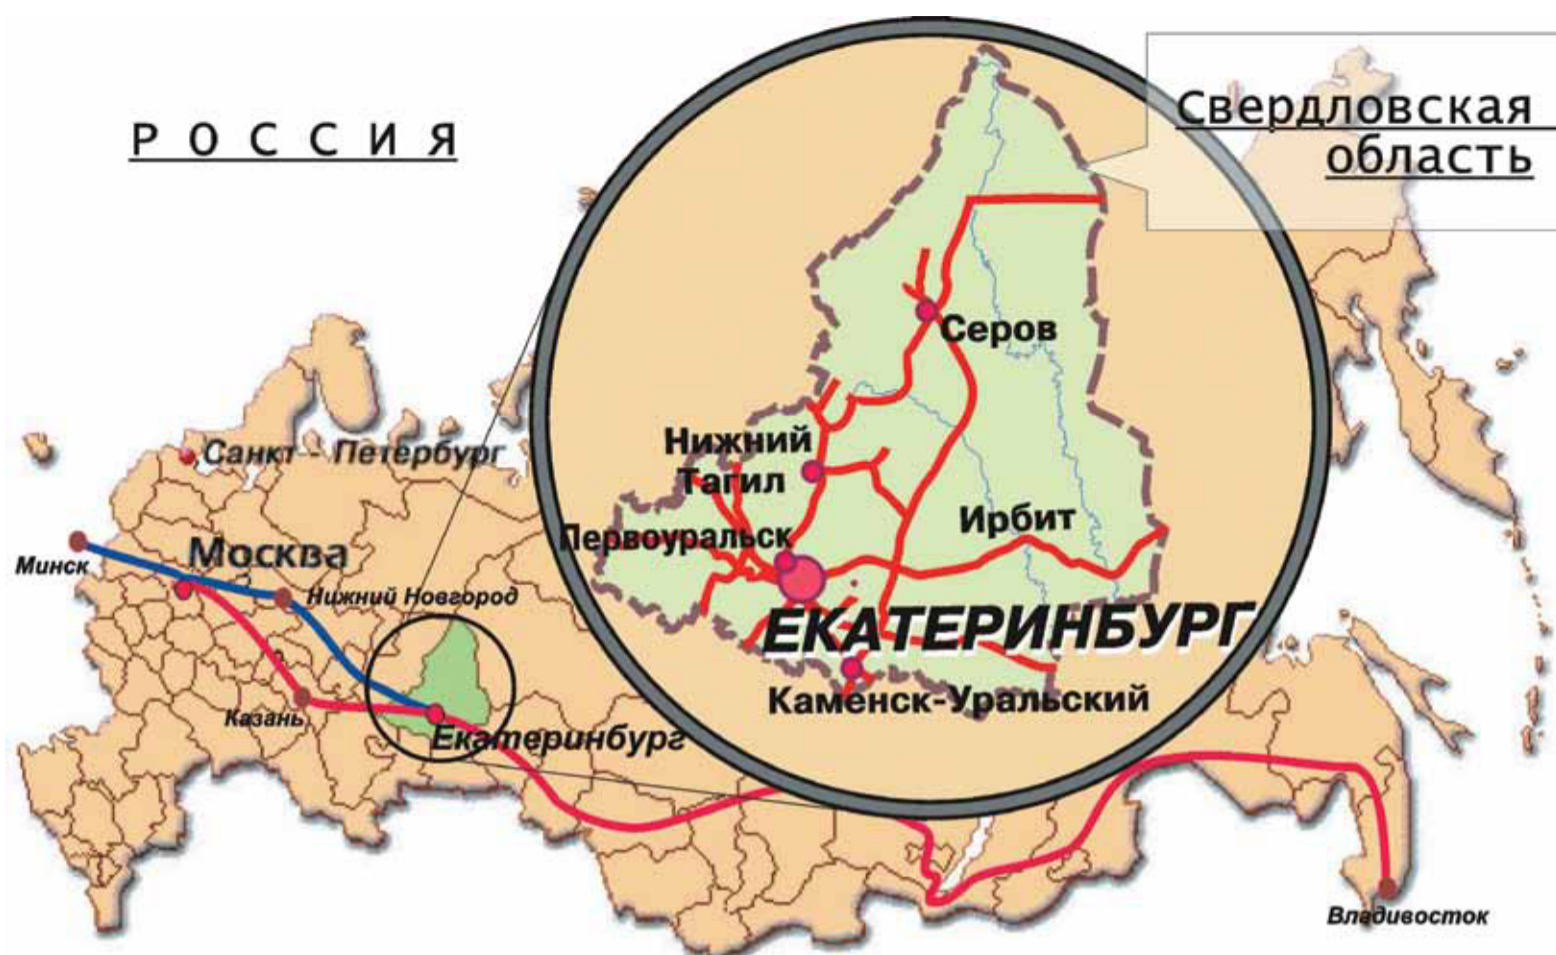 РОССИЯ
Свердловская
область
Серов
Нижний
Тагил
Ирбит
Первоуральск
ЕКАТЕРИНБУРГ
Каменск-Уральский
Санкт - Петербург
Москва
Минск
Нижний Новгород
Казань
Екатеринбург
Владивосток